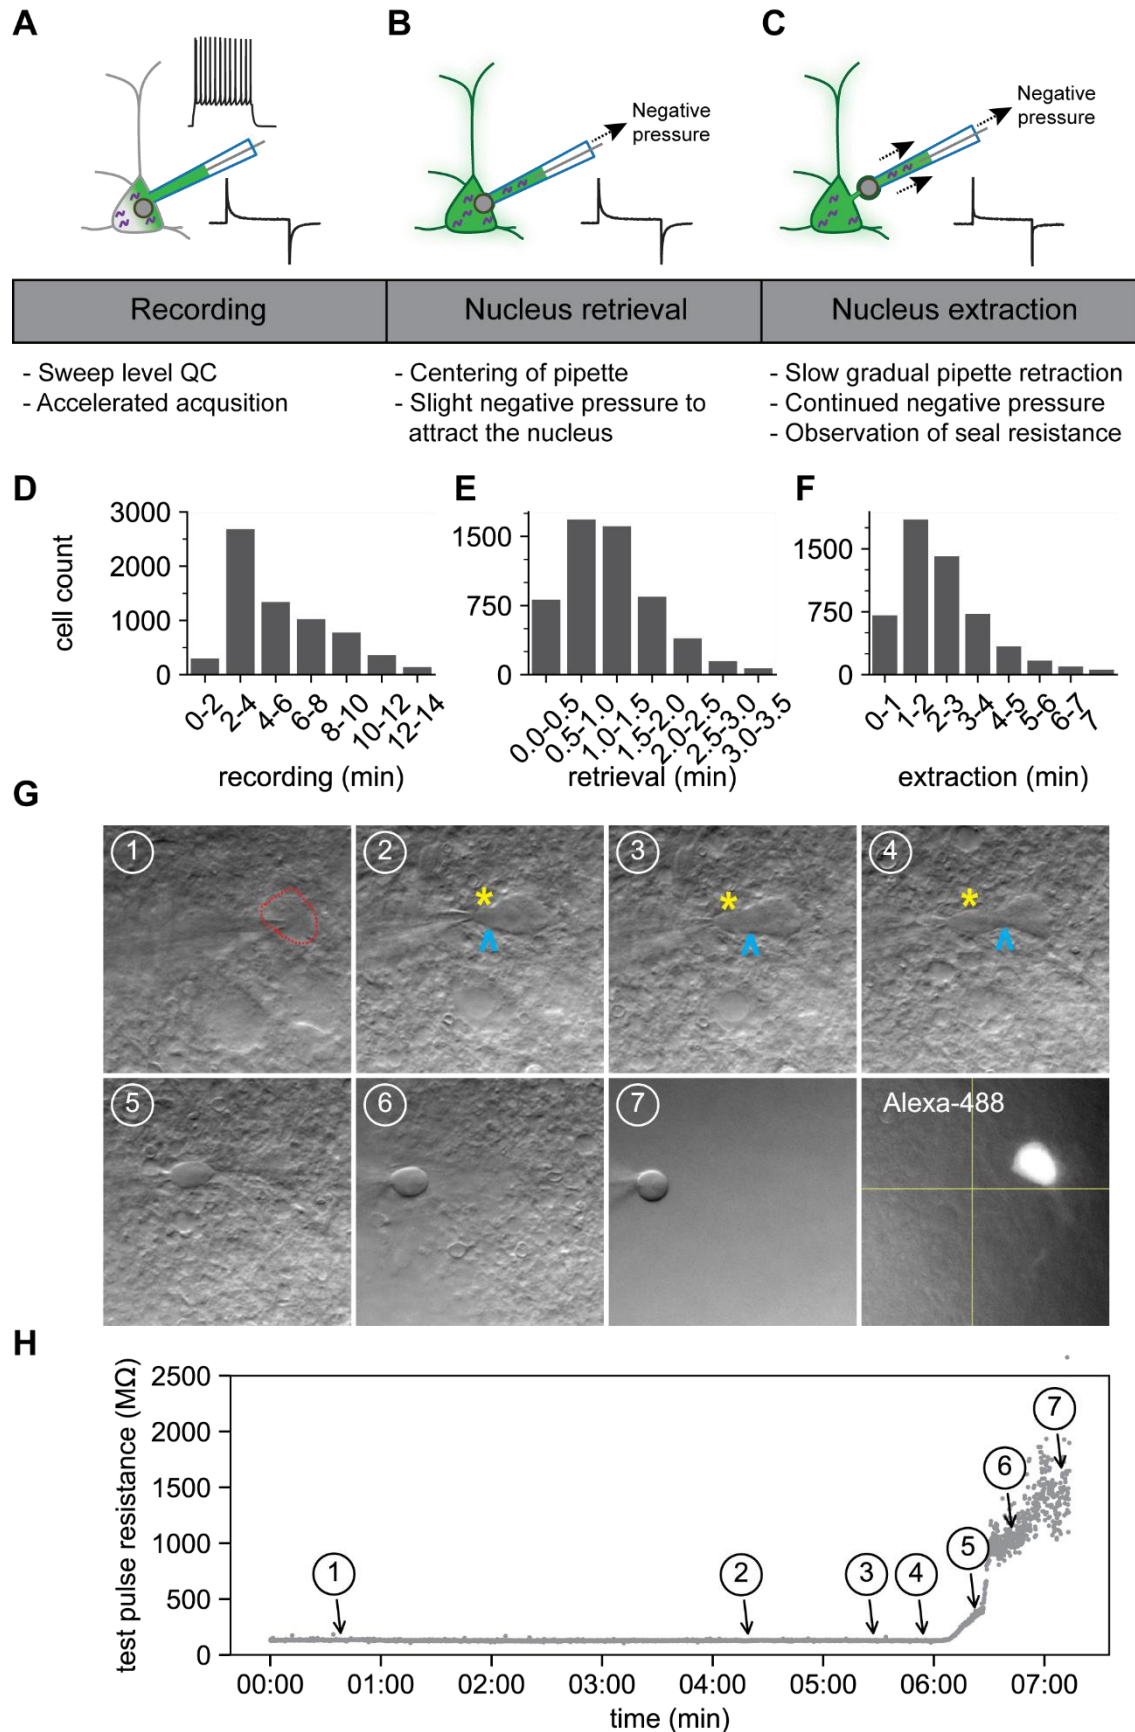 A
B
C
Negative
pressure
Negative
pressure
Recording
Nucleus retrieval
Nucleus extraction
- Sweep level QC
- Accelerated acqusition
- Centering of pipette
- Slight negative pressure to
attract the nucleus
- Slow gradual pipette retraction
- Continued negative pressure
- Observation of seal resistance
D
cell count
3000
2000
1000
0
0-2
2-4
4-6
6-8
8-10
10-12
12-14
recording (min)
E
1500
750
0
0.0-0.5
0.5-1.0
1.0-1.5
1.5-2.0
2.0-2.5
2.5-3.0
3.0-3.5
retrieval (min)
F
1500
750
0
0-1
1-2
2-3
3-4
4-5
5-6
6-7
7
extraction (min)
G
1
2
*
3
*
4
*
5
6
7
Alexa-488
H
test pulse resistance (MΩ)
2500
2000
1500
1000
500
0
1
2
3
4
5
6
7
00:00
01:00
02:00
03:00
04:00
05:00
06:00
07:00
time (min)